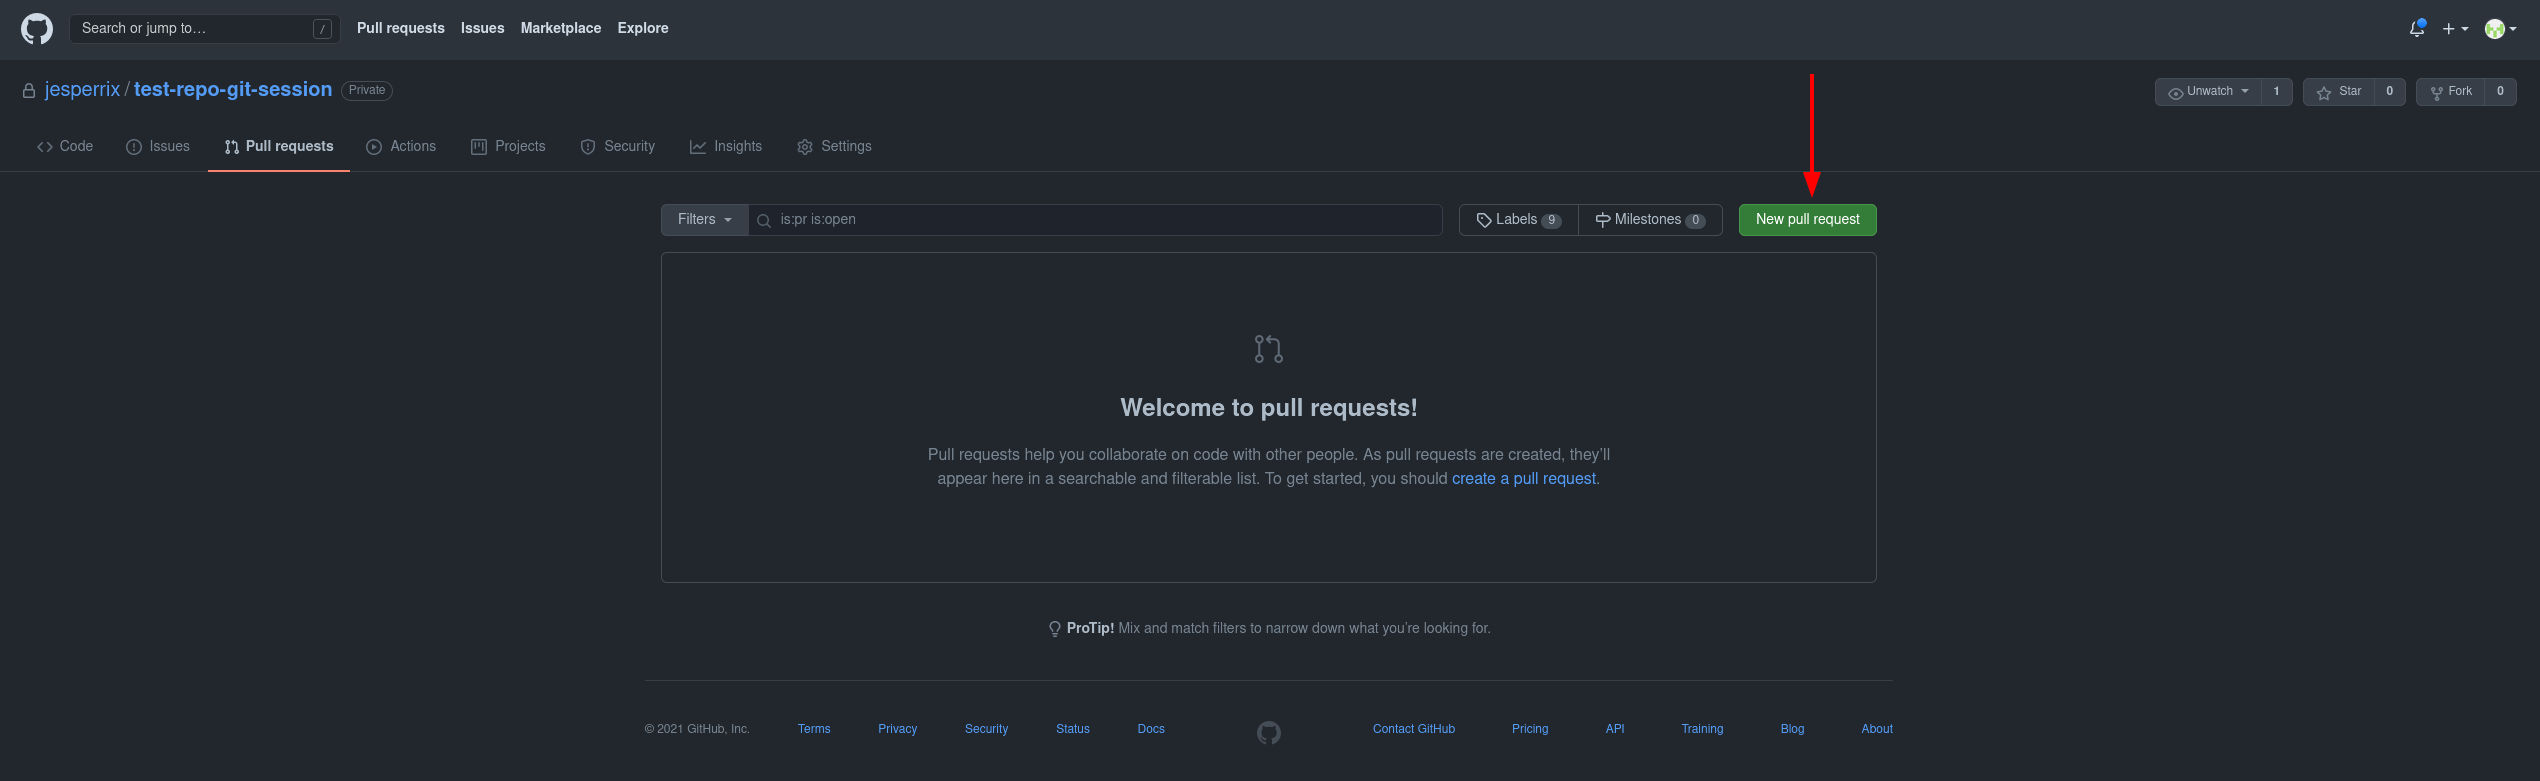 Search or jump to… / Pull requests Issues Marketplace Explore
jesperrix / test-repo-git-session Private Unwatch 1 Star 0 Fork 0
Code Issues Pull requests Actions Projects Security Insights Settings
Filters is:pr is:open Labels 9 Milestones 0 New pull request
Welcome to pull requests!
Pull requests help you collaborate on code with other people. As pull requests are created, they'll
appear here in a searchable and filterable list. To get started, you should create a pull request.
ProTip! Mix and match filters to narrow down what you're looking for.
© 2021 GitHub, Inc. Terms Privacy Security Status Docs Contact GitHub Pricing API Training Blog About